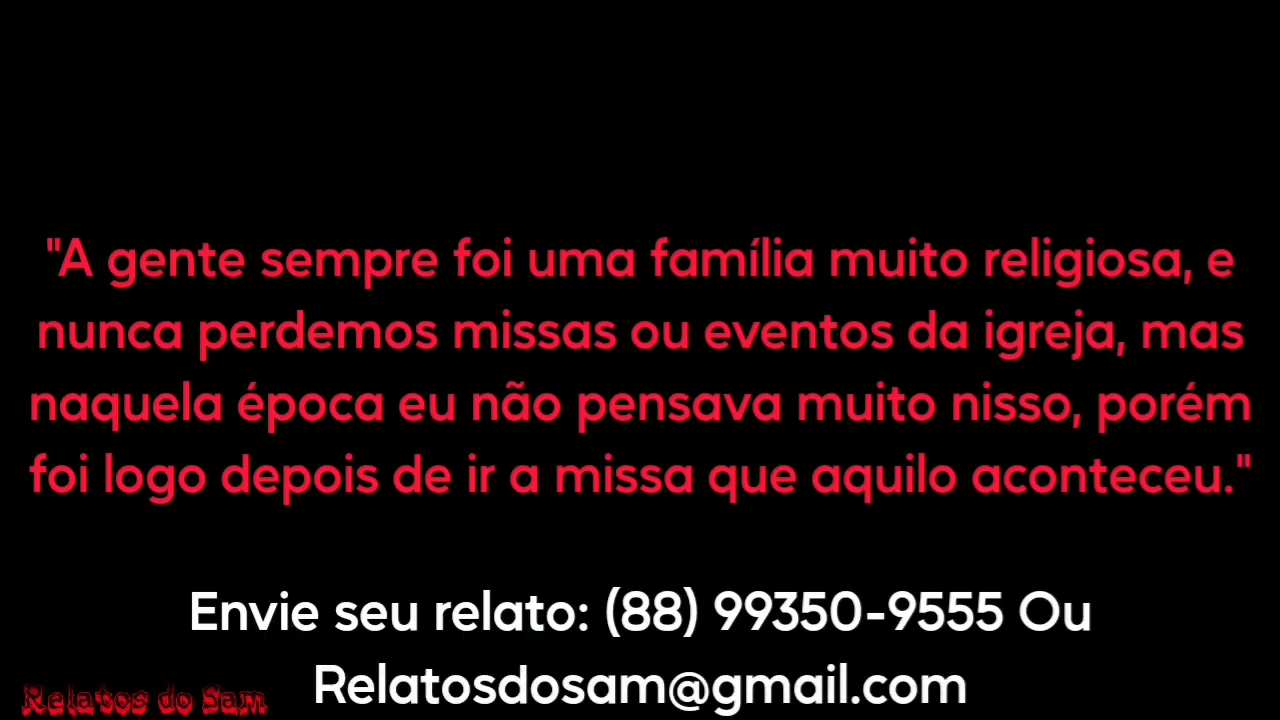 "A gente sempre foi uma família muito religiosa, e
nunca perdemos missas ou eventos da igreja, mas
naquela época eu não pensava muito nisso, porém
foi logo depois de ir a missa que aquilo aconteceu."
Envie seu relato: (88) 99350-9555 Ou
Relatosdosam@gmail.com
Relatos do Sam